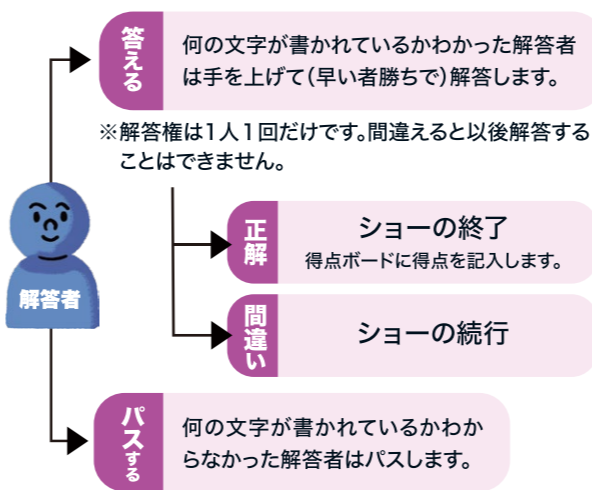 答える
何の文字が書かれているかわかった解答者
は手を上げて(早い者勝ちで)解答します。
※解答権は1人1回だけです。間違えると以後解答する
ことはできません。
解答者
正解
ショーの終了
得点ボードに得点を記入します。
間違い
ショーの続行
パスする
何の文字が書かれているかわか
らなかった解答者はパスします。